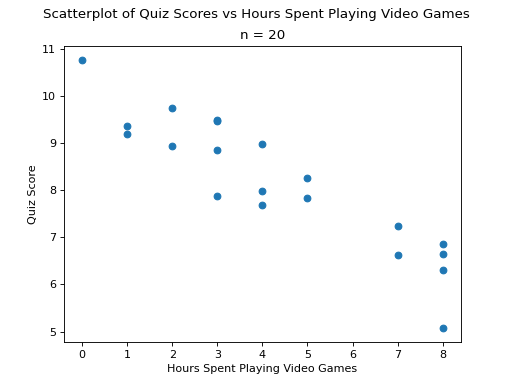 Scatterplot of Quiz Scores vs Hours Spent Playing Video Games
n = 20
11
10
9
8
7
6
5
Quiz Score
0 1 2 3 4 5 6 7 8
Hours Spent Playing Video Games